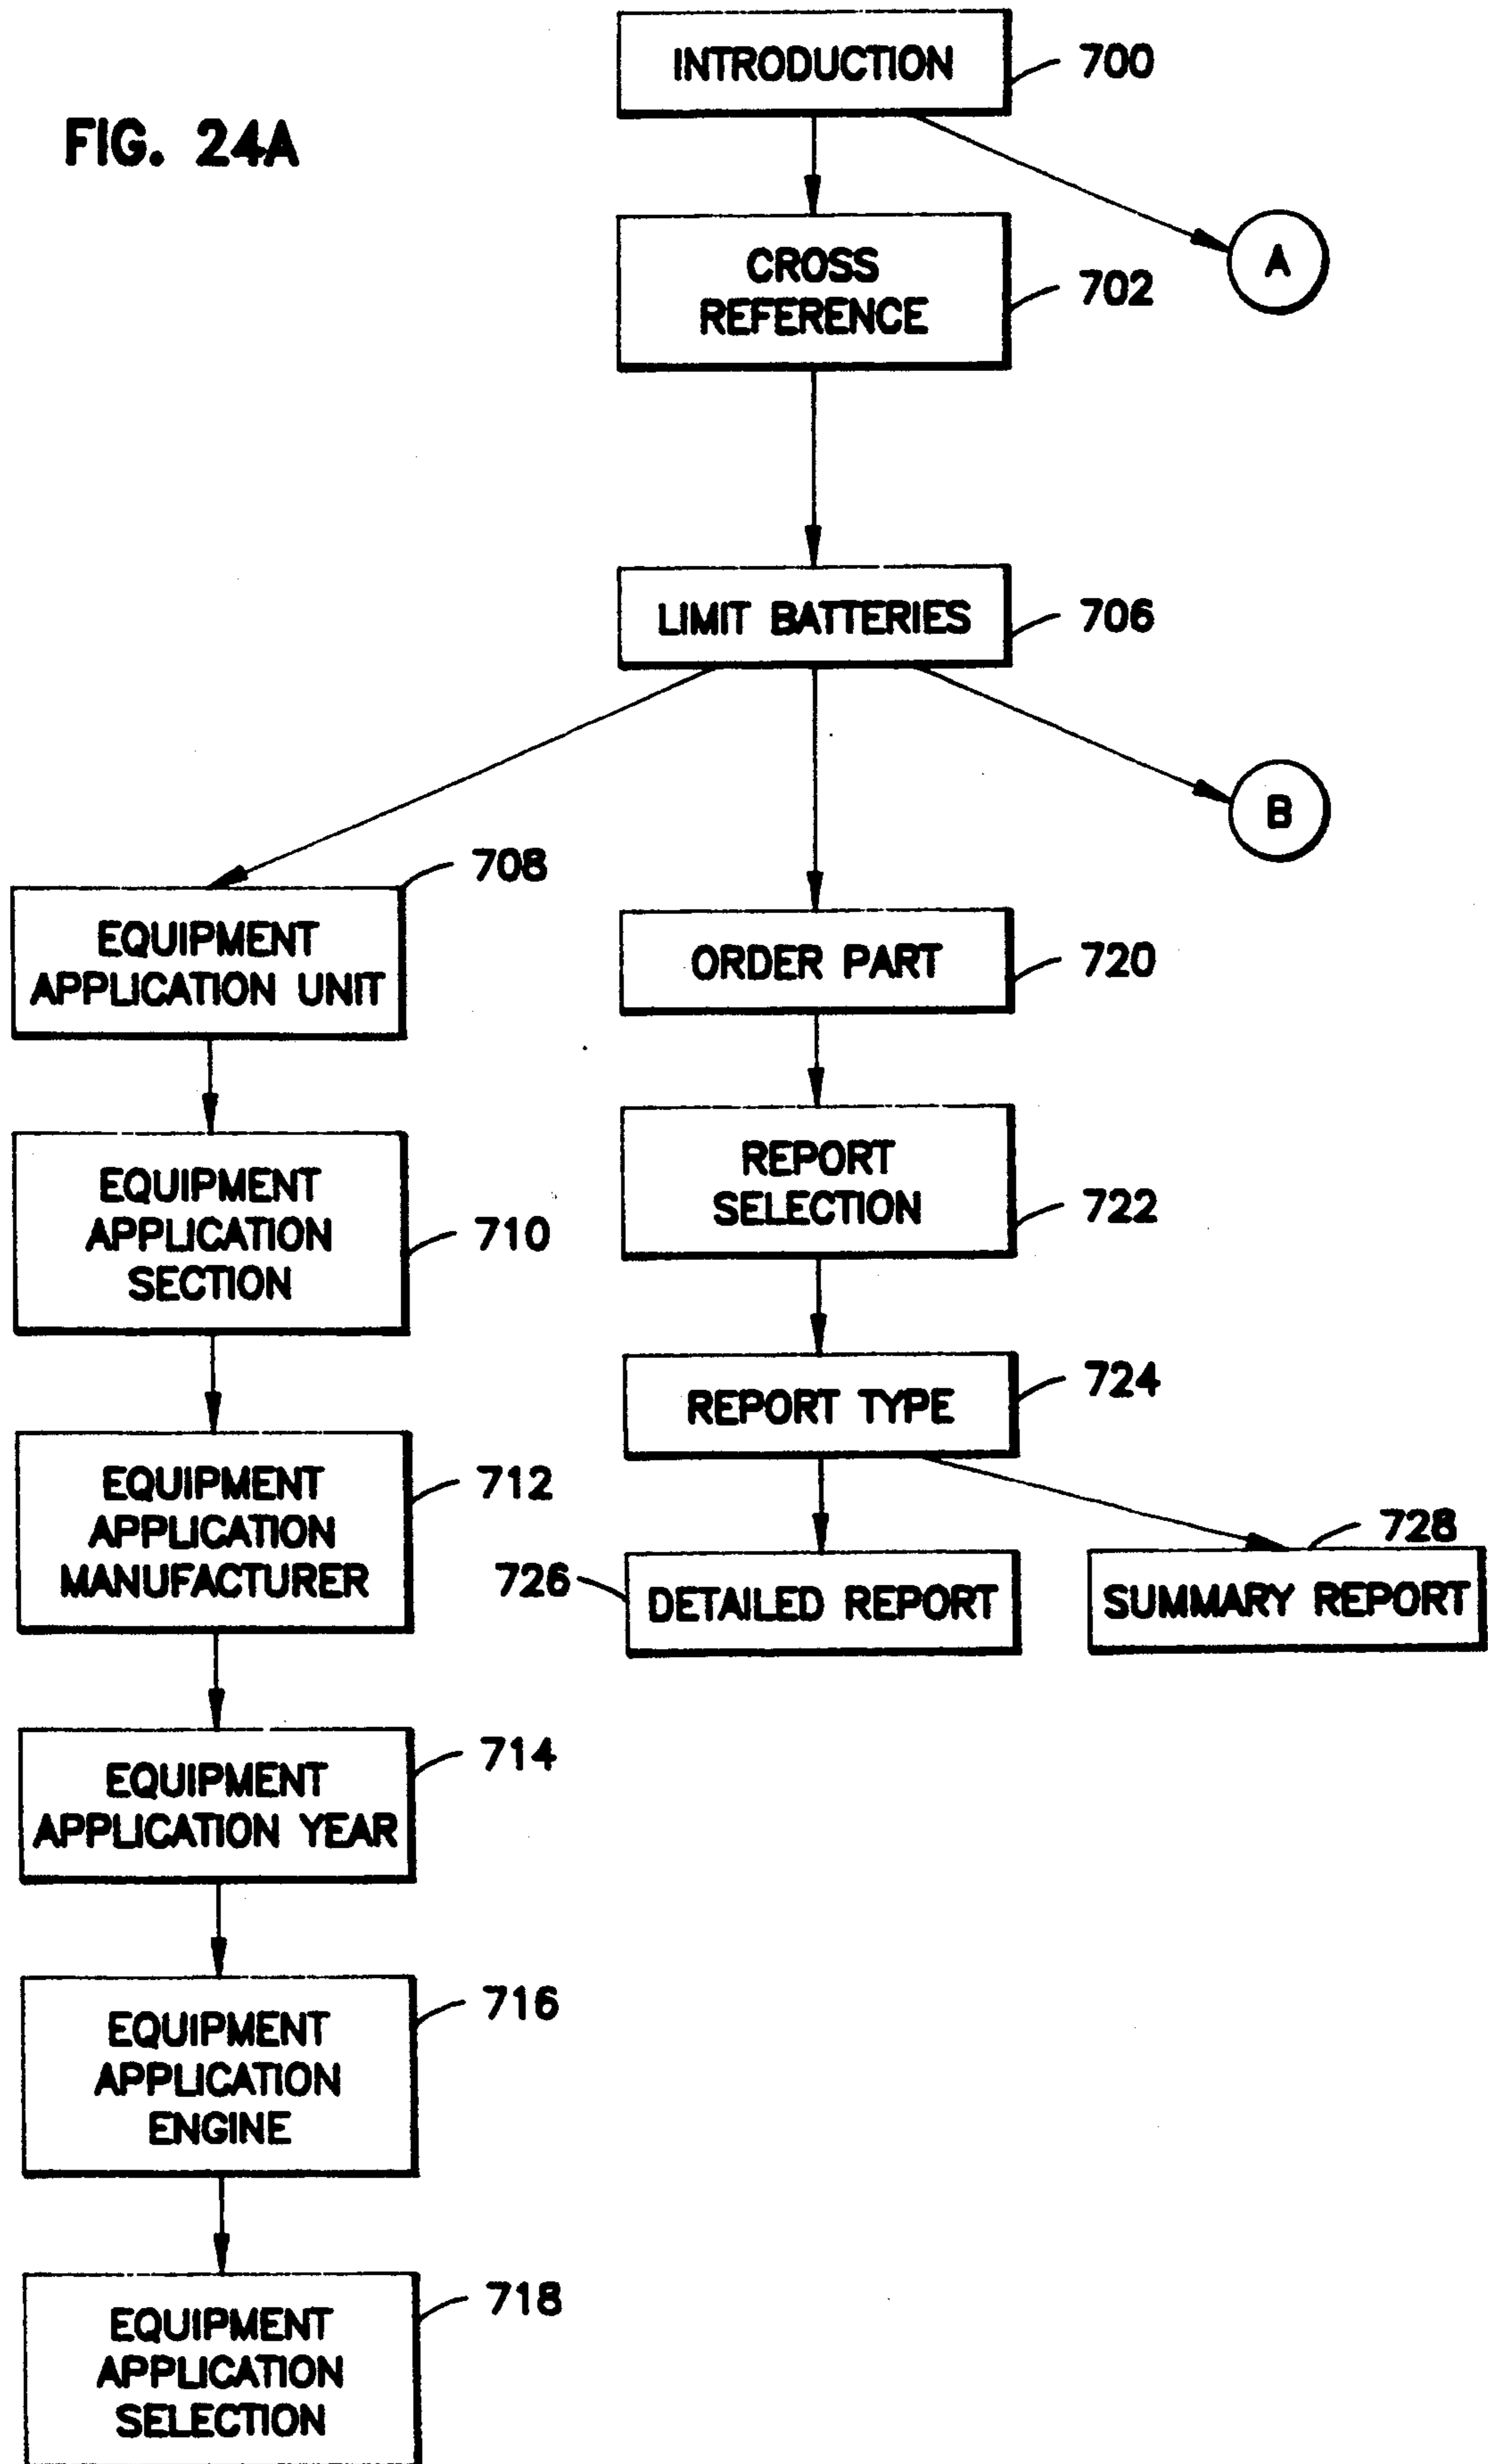 FIG. 24A
INTRODUCTION
700
CROSS
REFERENCE
702
A
LIMIT BATTERIES
706
B
708
EQUIPMENT
APPLICATION UNIT
ORDER PART
720
EQUIPMENT
APPLICATION
SECTION
710
REPORT
SELECTION
722
REPORT TYPE
724
EQUIPMENT
APPLICATION
MANUFACTURER
712
726
DETAILED REPORT
728
SUMMARY REPORT
EQUIPMENT
APPLICATION YEAR
714
EQUIPMENT
APPLICATION
ENGINE
716
EQUIPMENT
APPLICATION
SELECTION
718